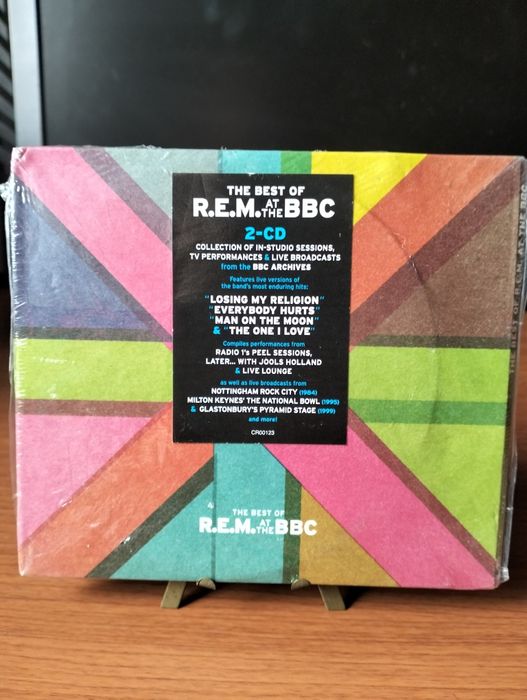 THE BEST OF
R.E.M. AT THE BBC
2-CD
COLLECTION OF IN-STUDIO SESSIONS,
TV PERFORMANCES & LIVE BROADCASTS
from the BBC ARCHIVES
Features live versions of
the band's most enduring hits:
"LOSING MY RELIGION"
"EVERYBODY HURTS"
"MAN ON THE MOON"
& "THE ONE I LOVE"
Compiles performances from
RADIO 1's PEEL SESSIONS,
LATER... WITH JOOLS HOLLAND
& LIVE LOUNGE
as well as live broadcasts from
NOTTINGHAM ROCK CITY (1984)
MILTON KEYNES' THE NATIONAL BOWL (1995)
& GLASTONBURY'S PYRAMID STAGE (1999)
and more!
CR00123
THE BEST OF
R.E.M. AT THE BBC